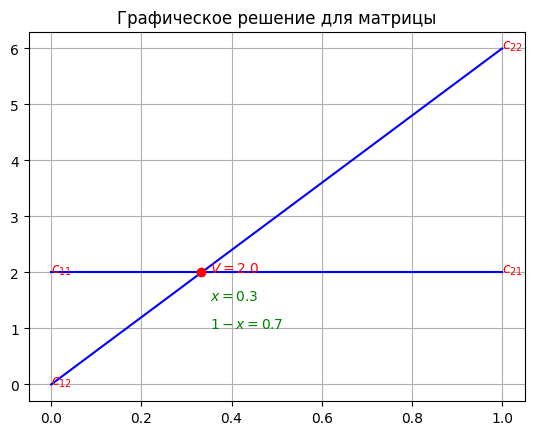 Графическое решение для матрицы
6
5
4
3
2
1
0
c₂₂
c₁₁
V = 2.0
c₂₁
x = 0.3
1 − x = 0.7
c₁₂
0.0 0.2 0.4 0.6 0.8 1.0